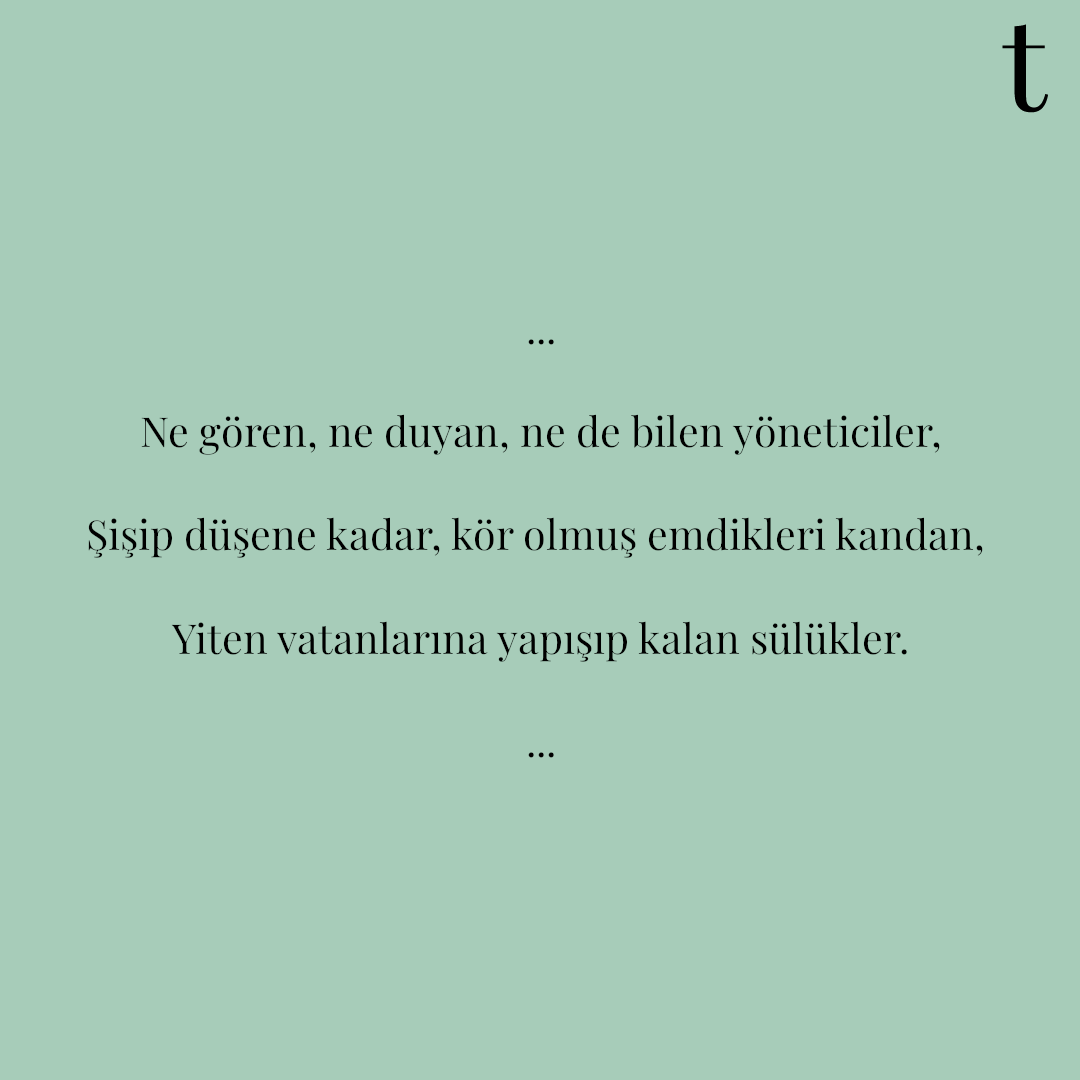 t
...
Ne gören, ne duyan, ne de bilen yöneticiler,
Şişip düşene kadar, kör olmuş emdikleri kandan,
Yiten vatanlarına yapışıp kalan sülükler.
...